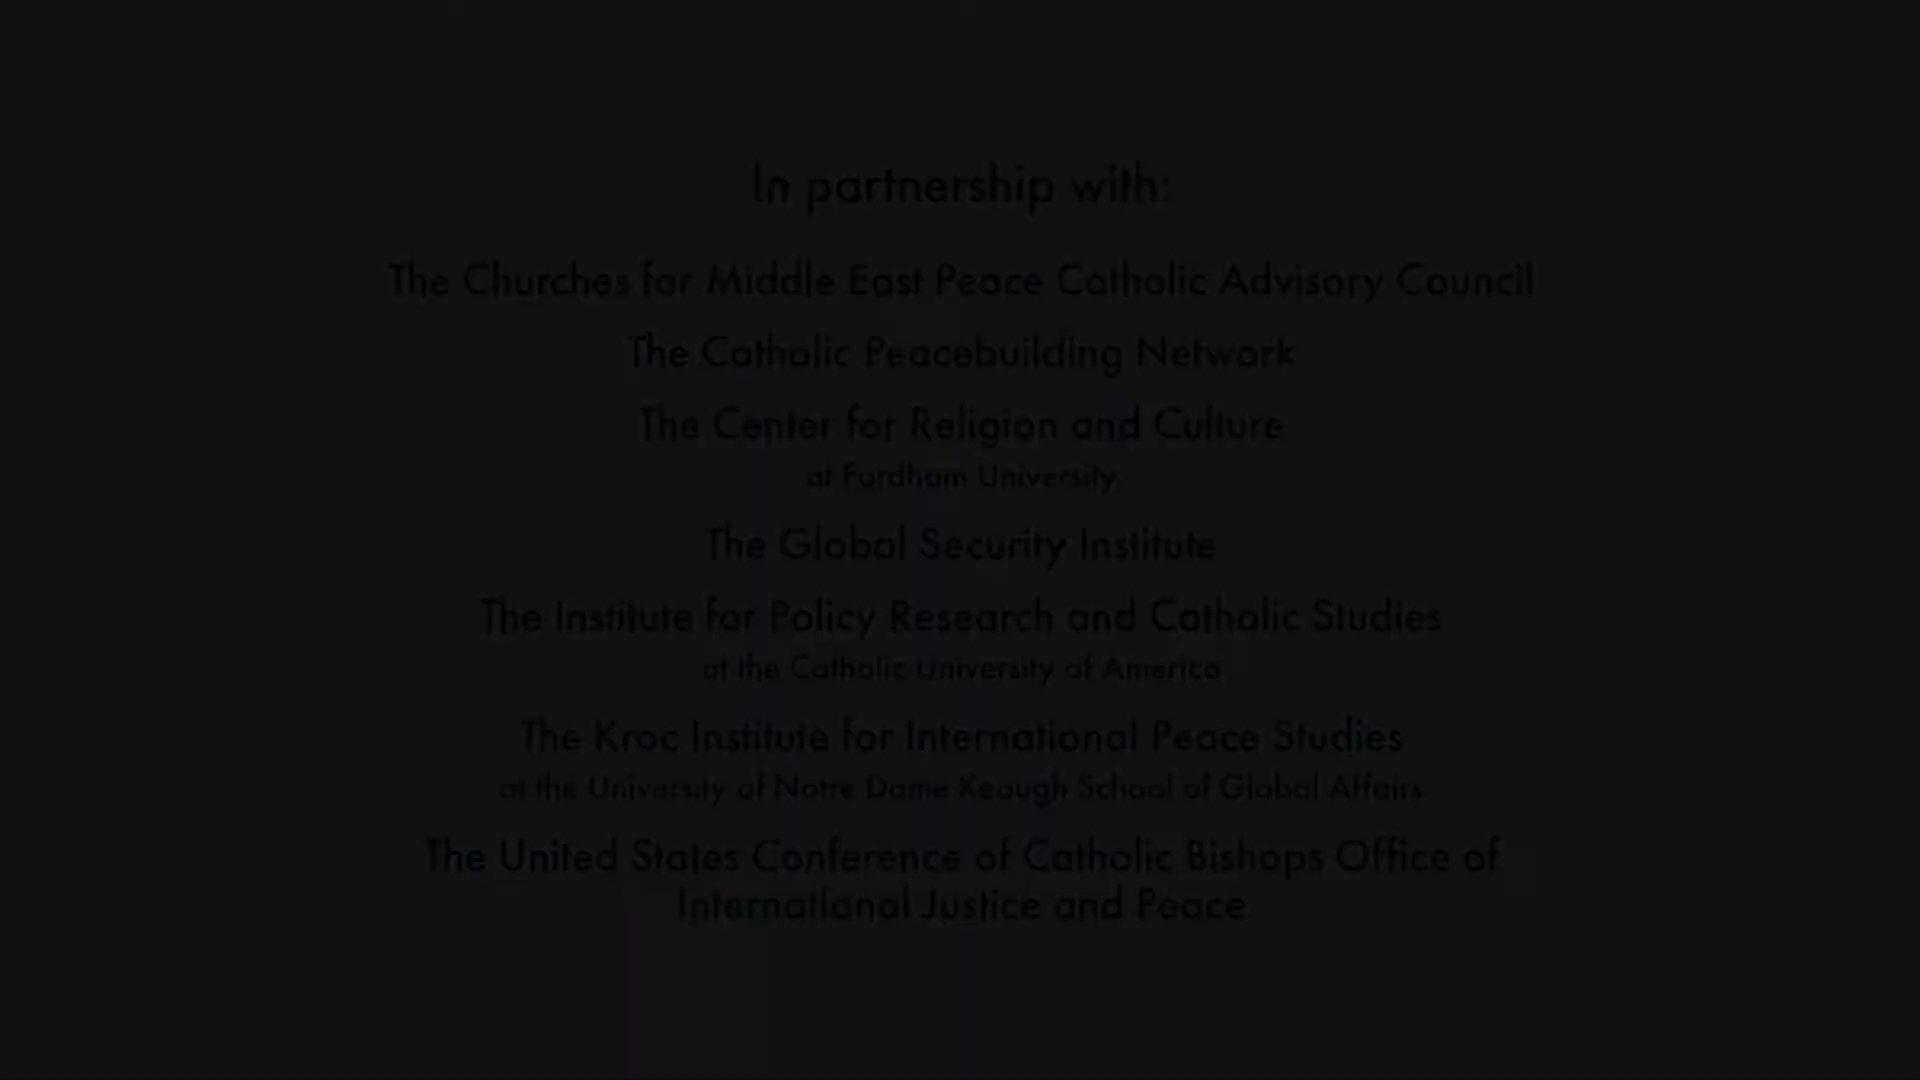 In partnership with:
The Churches for Middle East Peace Catholic Advisory Council
The Catholic Peacebuilding Network
The Center for Religion and Culture
at Fordham University
The Global Security Institute
The Institute for Policy Research and Catholic Studies
at the Catholic University of America
The Kroc Institute for International Peace Studies
at the University of Notre Dame Keough School of Global Affairs
The United States Conference of Catholic Bishops Office of
International Justice and Peace